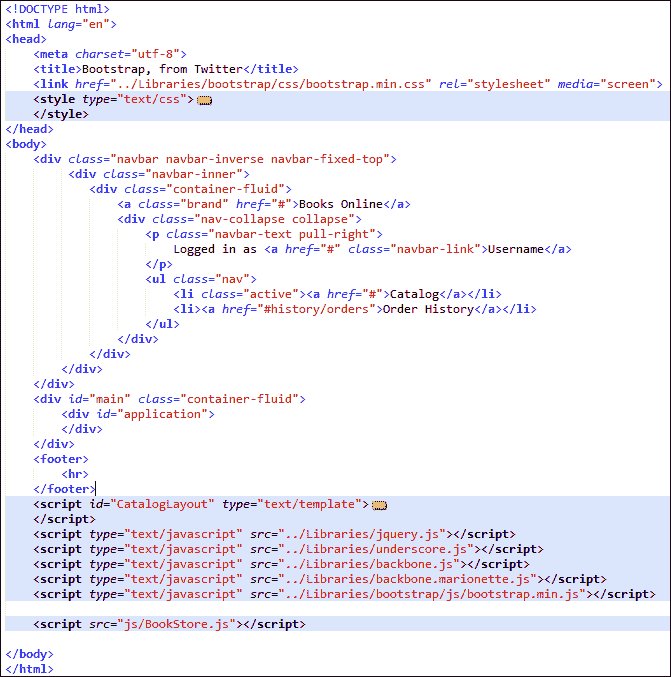 <!DOCTYPE html>
<html lang="en">
<head>
    <meta charset="utf-8">
    <title>Bootstrap, from Twitter</title>
    <link href="../Libraries/bootstrap/css/bootstrap.min.css" rel="stylesheet" media="screen">
    <style type="text/css">
    </style>
</head>
<body>
    <div class="navbar navbar-inverse navbar-fixed-top">
         <div class="navbar-inner">
            <div class="container-fluid">
                <a class="brand" href="#">Books Online</a>
                <div class="nav-collapse collapse">
                    <p class="navbar-text pull-right">
                        Logged in as <a href="#" class="navbar-link">Username</a>
                    </p>
                    <ul class="nav">
                        <li class="active"><a href="#">Catalog</a></li>
                        <li><a href="#history/orders">Order History</a></li>
                    </ul>
                </div>
            </div>
        </div>
    </div>
    <div id="main" class="container-fluid">
        <div id="application">
        </div>
    </div>
    <footer>
        <hr>
    </footer>
    <script id="CatalogLayout" type="text/template">
    </script>
    <script type="text/javascript" src="../Libraries/jquery.js"></script>
    <script type="text/javascript" src="../Libraries/underscore.js"></script>
    <script type="text/javascript" src="../Libraries/backbone.js"></script>
    <script type="text/javascript" src="../Libraries/backbone.marionette.js"></script>
    <script type="text/javascript" src="../Libraries/bootstrap/js/bootstrap.min.js"></script>
    <script src="js/BookStore.js"></script>
</body>
</html>